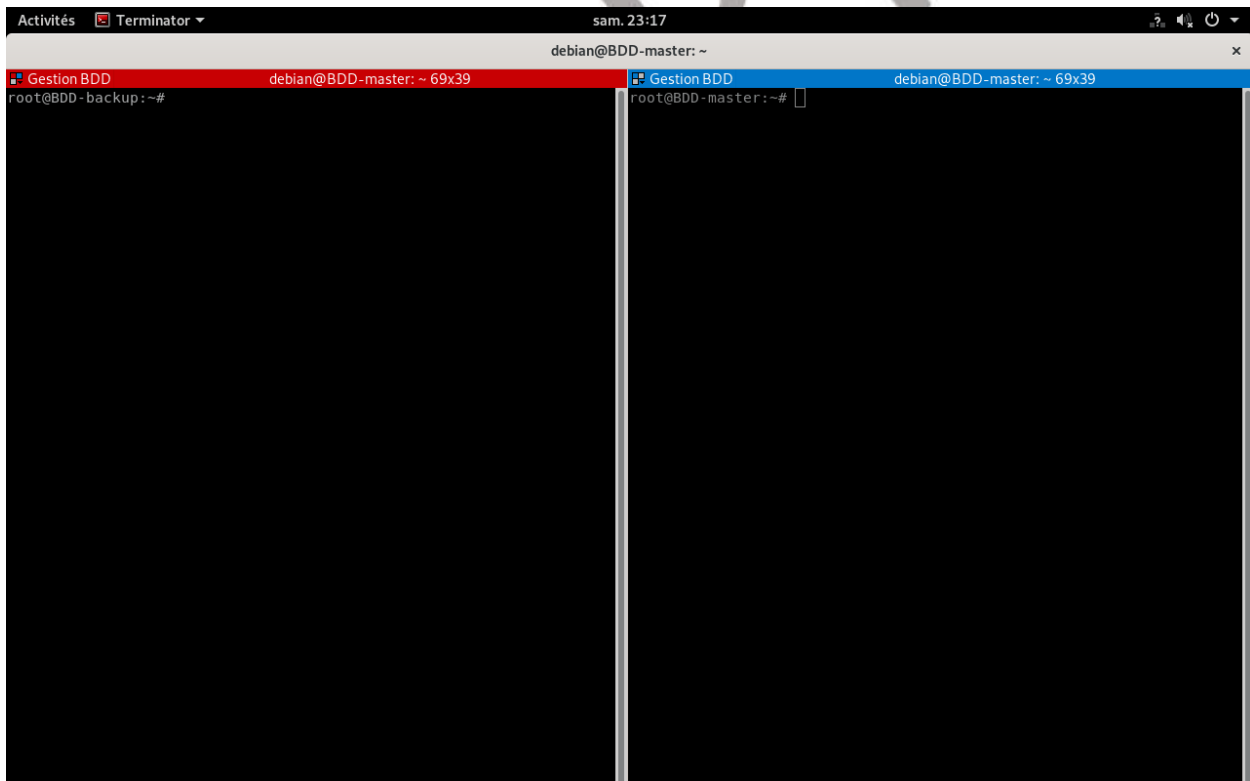 Activités Terminator sam. 23:17
debian@BDD-master: ~
Gestion BDD debian@BDD-master: ~ 69x39
root@BDD-backup:~#
Gestion BDD debian@BDD-master: ~ 69x39
root@BDD-master:~#